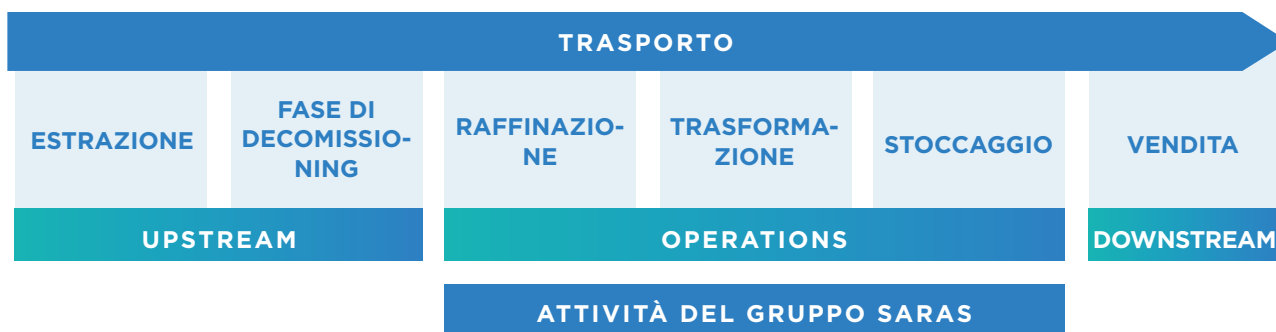 TRASPORTO
ESTRAZIONE
FASE DI
DECOMISSIO-
NING
RAFFINAZIO-
NE
TRASFORMA-
ZIONE
STOCCAGGIO
VENDITA
UPSTREAM
OPERATIONS
DOWNSTREAM
ATTIVITÀ DEL GRUPPO SARAS